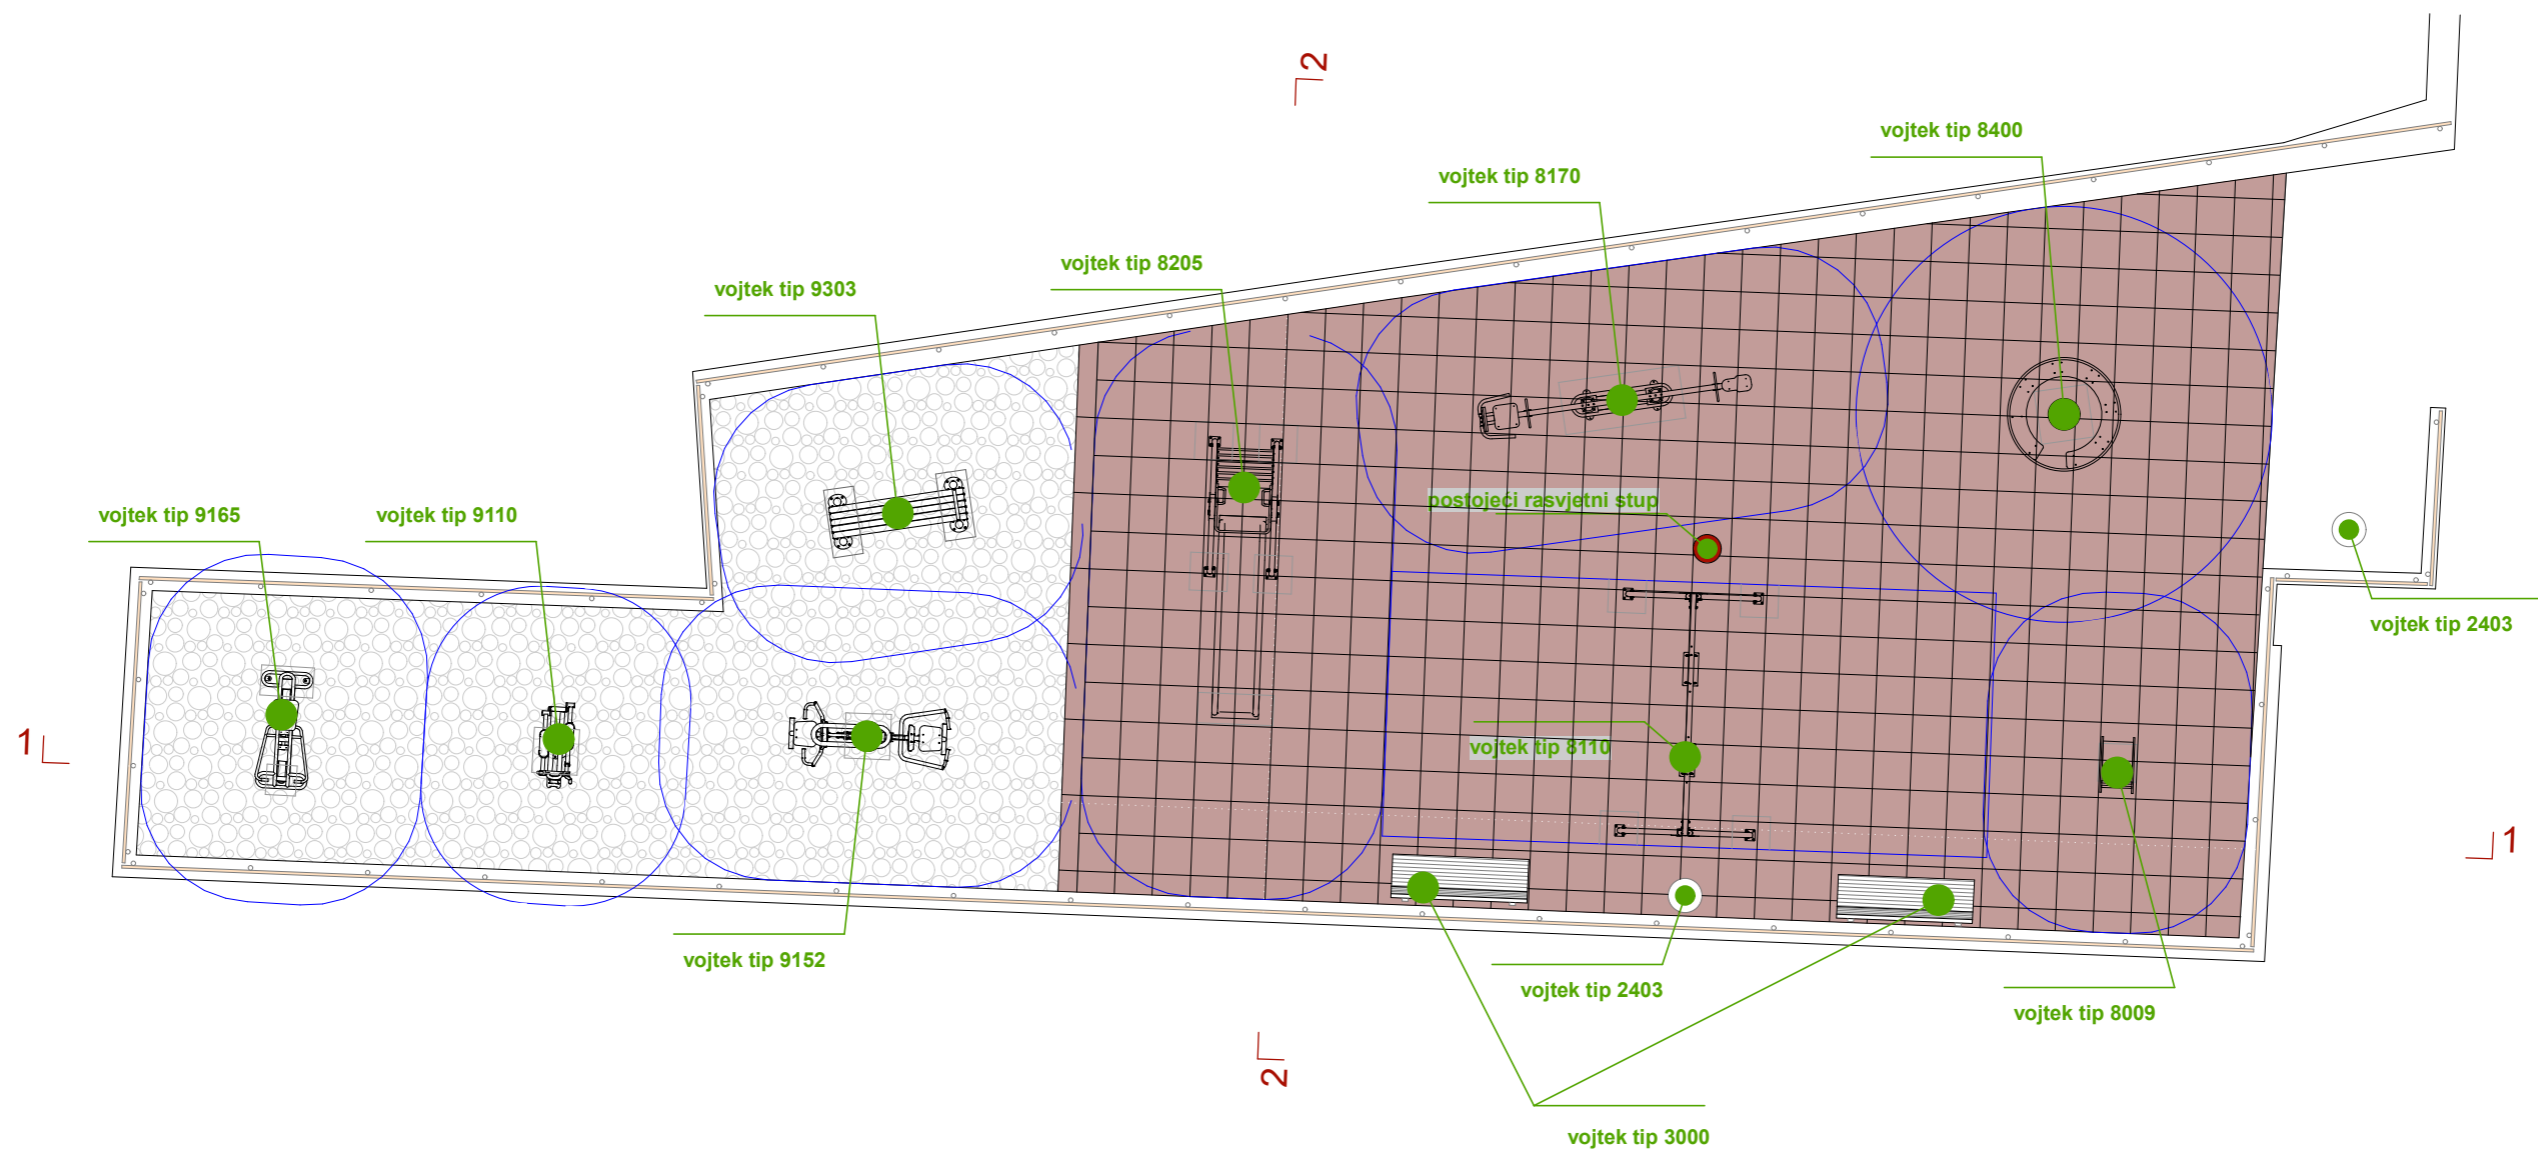 2
vojtek tip 8400
vojtek tip 8170
vojtek tip 8205
vojtek tip 9303
postojeći rasvjetni stup
vojtek tip 9165
vojtek tip 9110
vojtek tip 2403
1
vojtek tip 8110
1
vojtek tip 9152
vojtek tip 2403
vojtek tip 8009
2
vojtek tip 3000